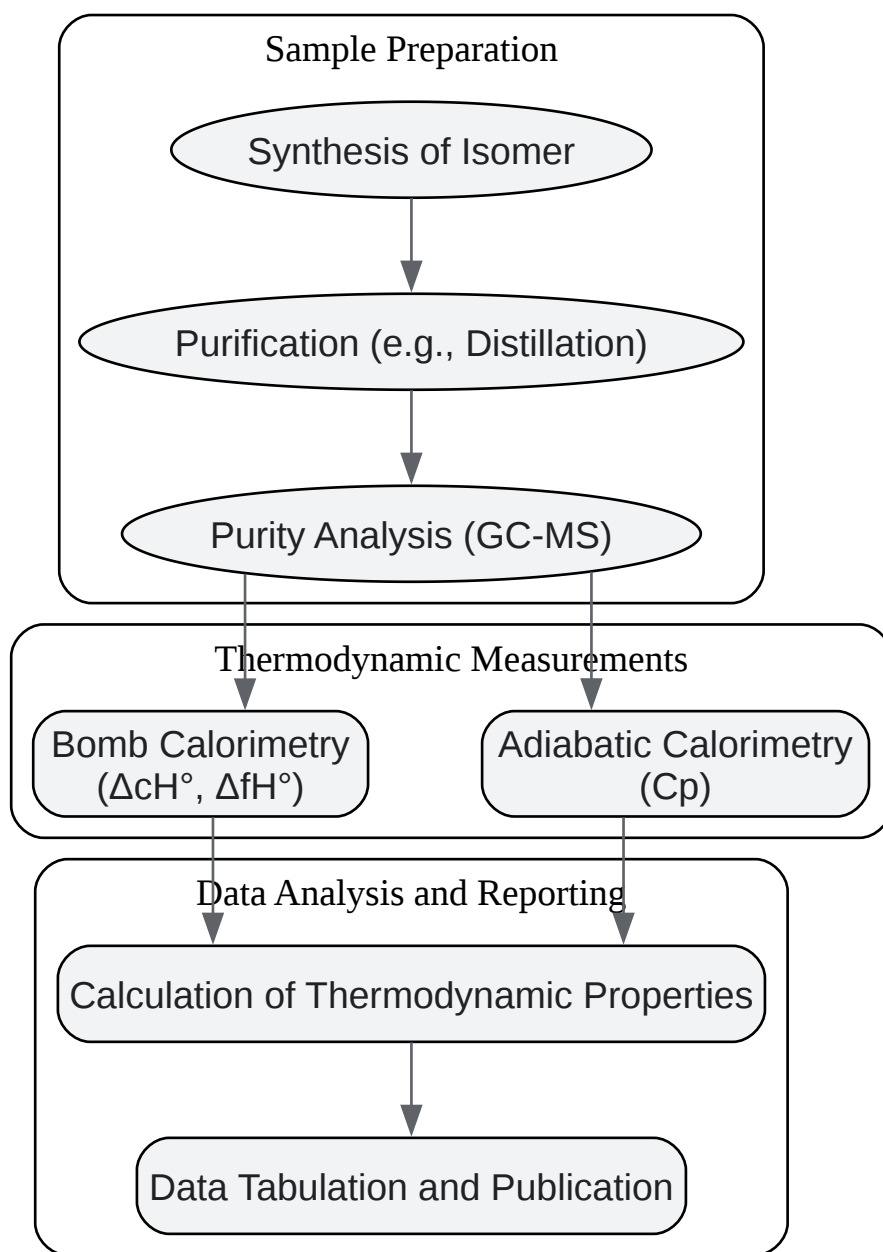 Sample Preparation
Synthesis of Isomer
Purification (e.g., Distillation)
Purity Analysis (GC-MS)
Thermodynamic Measurements
Bomb Calorimetry
(ΔcH°, ΔfH°)
Adiabatic Calorimetry
(Cp)
Data Analysis and Reporting
Calculation of Thermodynamic Properties
Data Tabulation and Publication